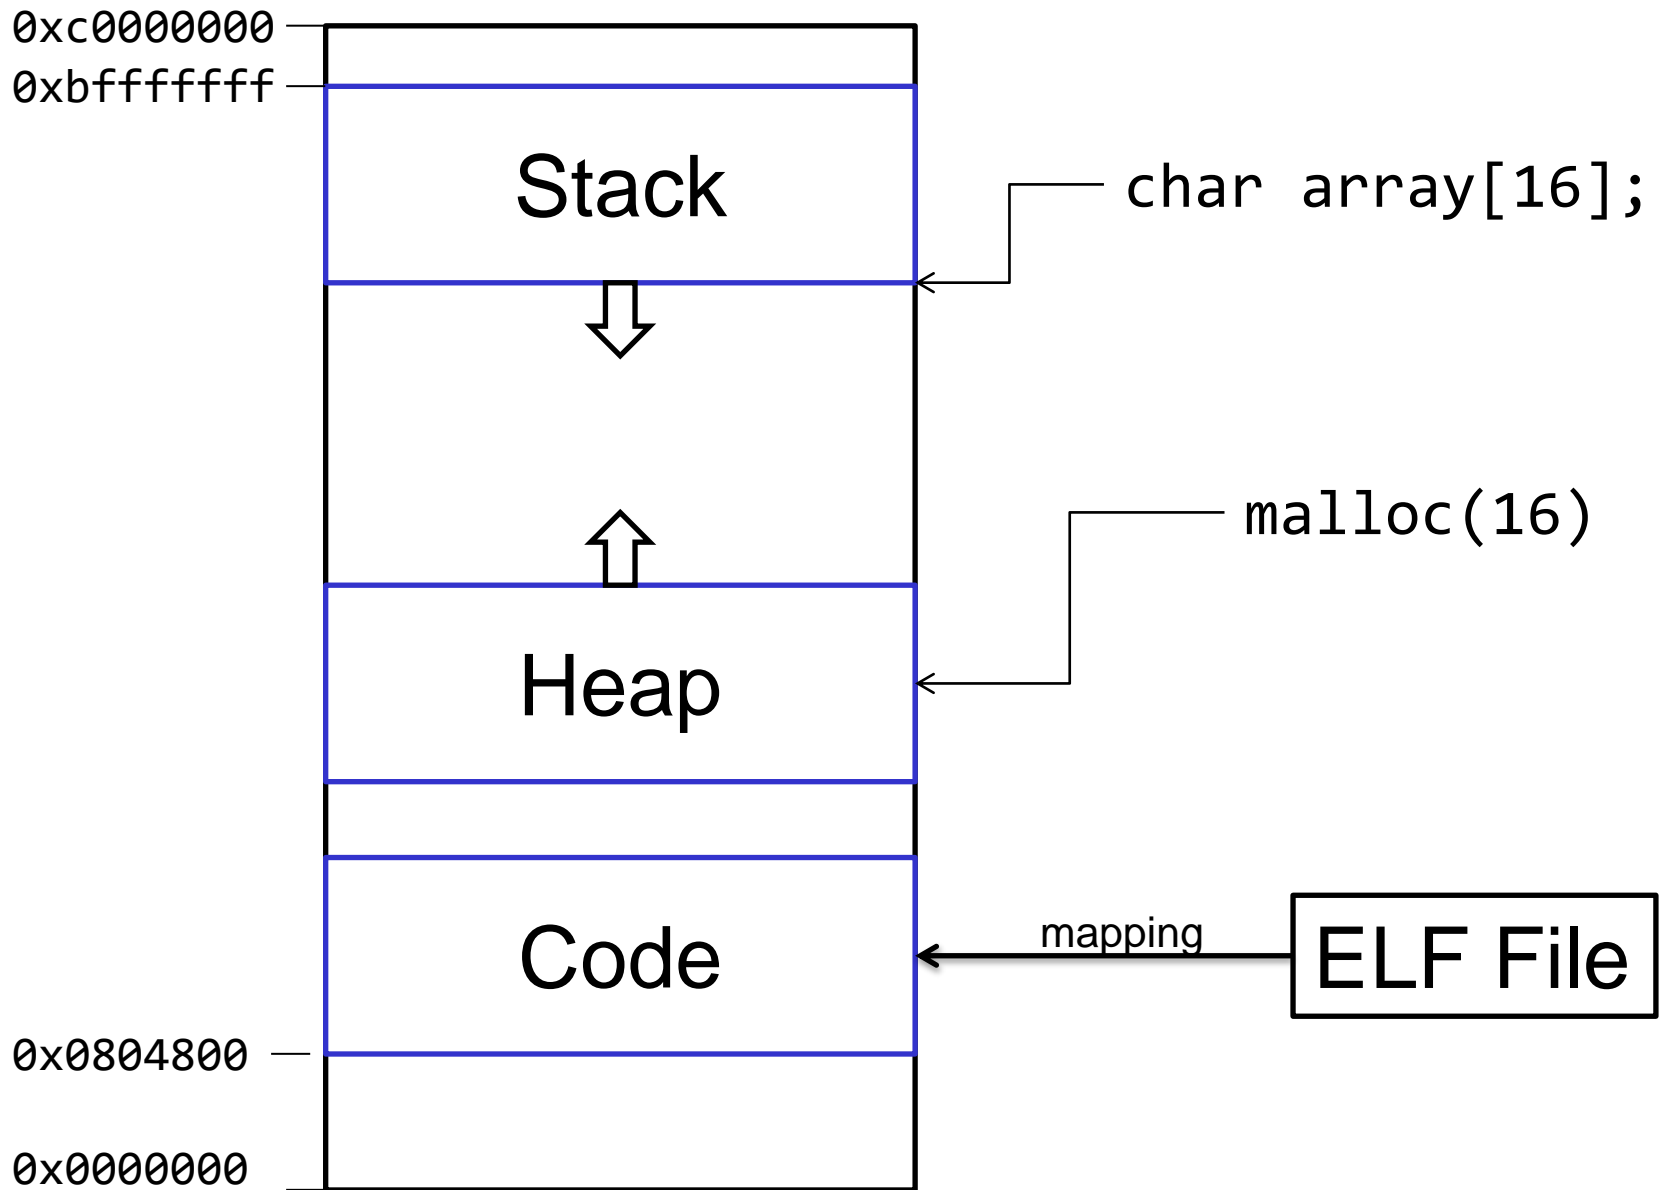 0xc0000000
0xbfffffff
Stack
char array[16];
malloc(16)
Heap
Code
mapping
ELF File
0x0804800
0x0000000